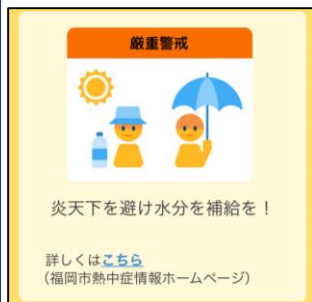 厳重警戒
炎天下を避け水分を補給を！
詳しくはこちら
（福岡市熱中症情報ホームページ）